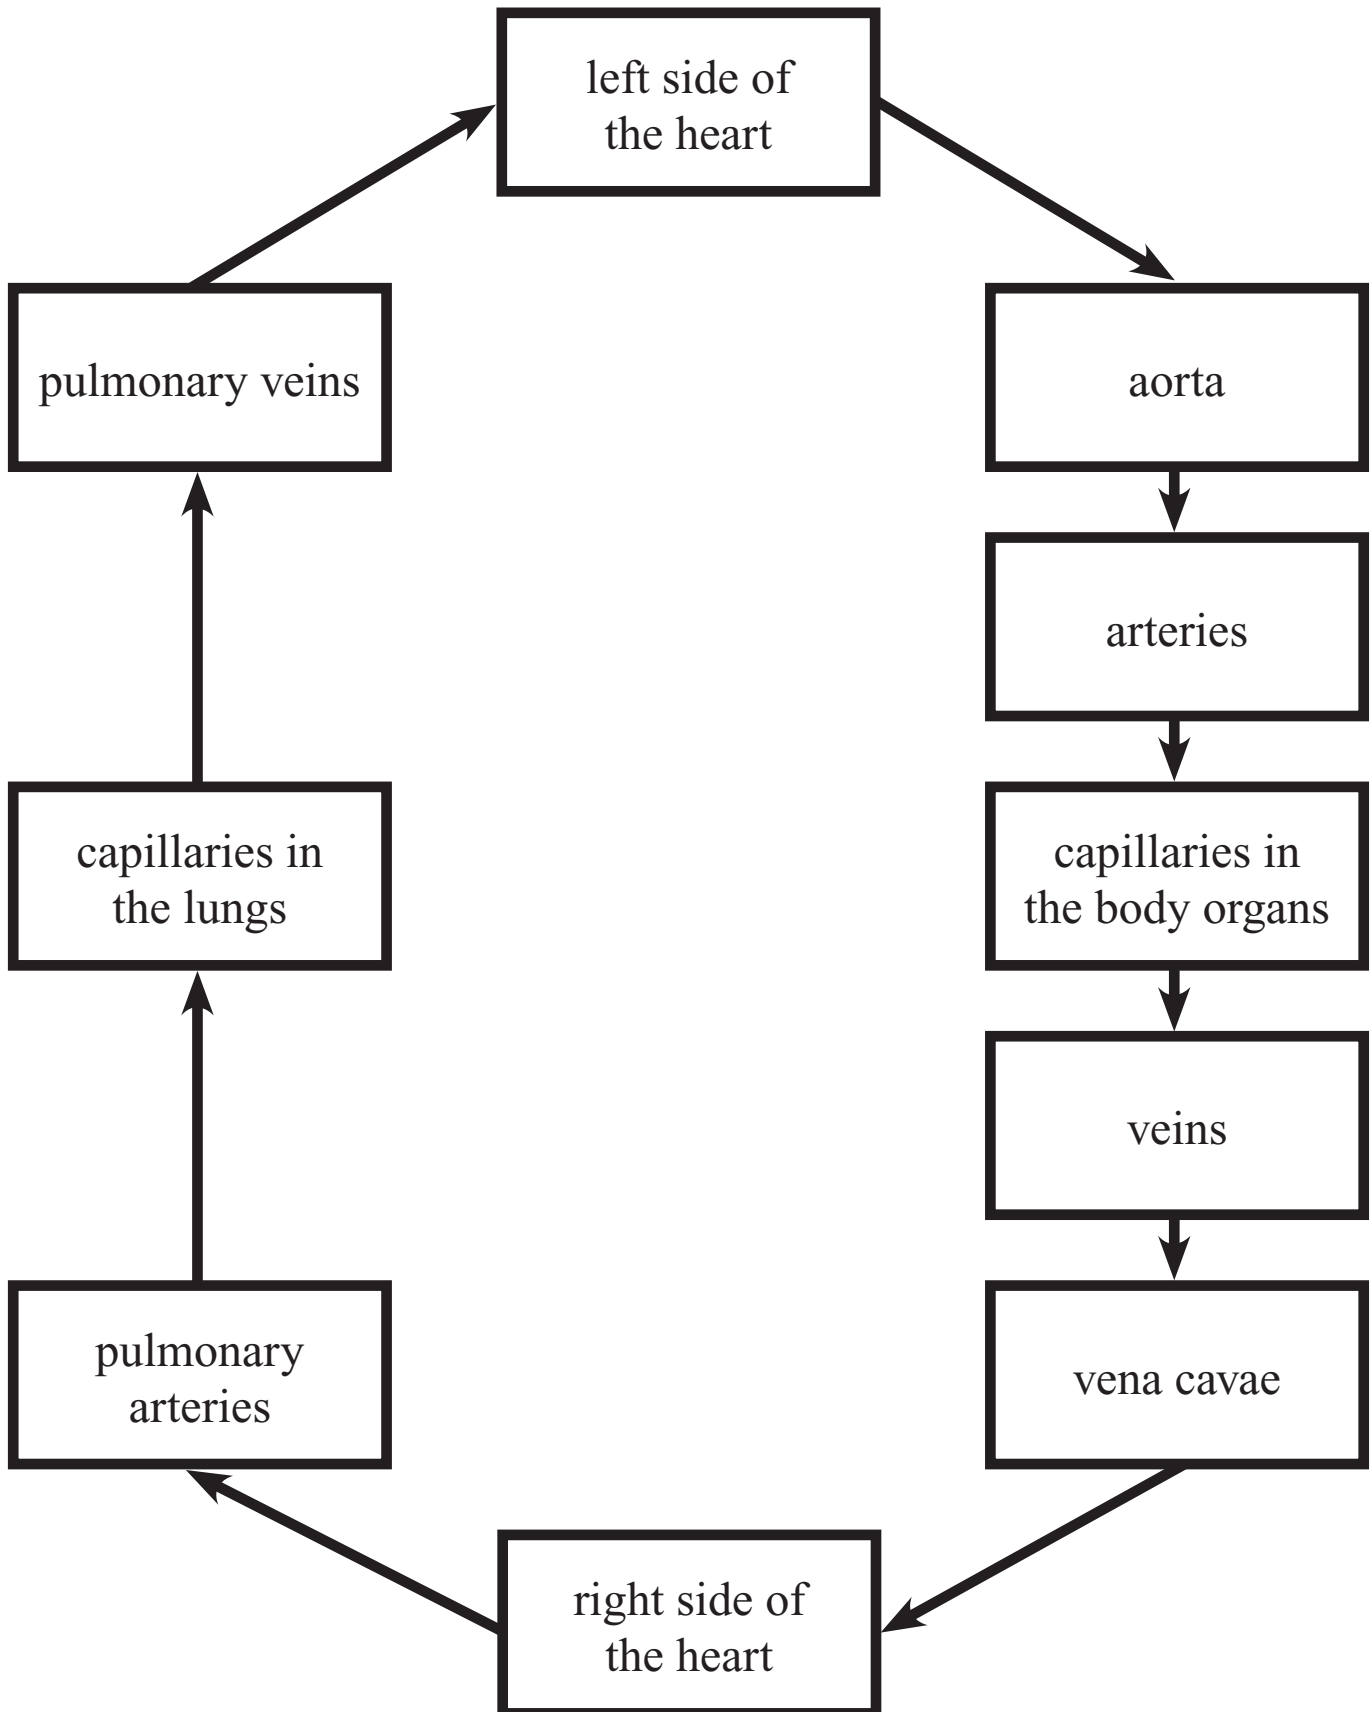 left side of
the heart
pulmonary veins
aorta
arteries
capillaries in
the lungs
capillaries in
the body organs
veins
pulmonary
arteries
vena cavae
right side of
the heart